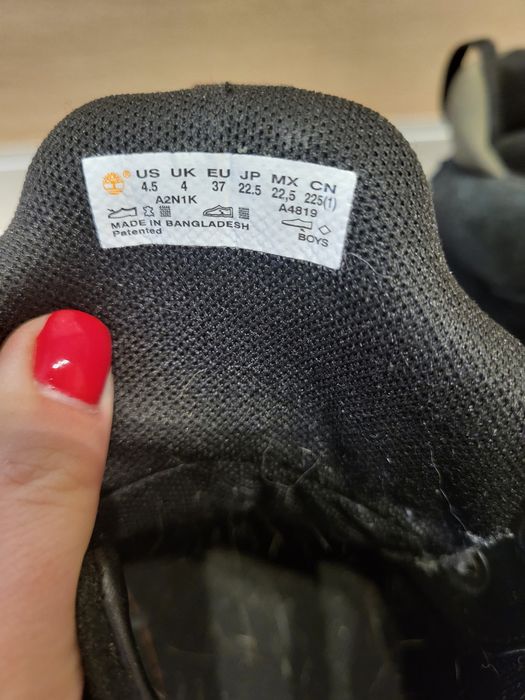 US UK EU JP MX CN
4.5 4 37 22.5 22,5 225(1)
A2N1K A4819
MADE IN BANGLADESH
Patented BOYS